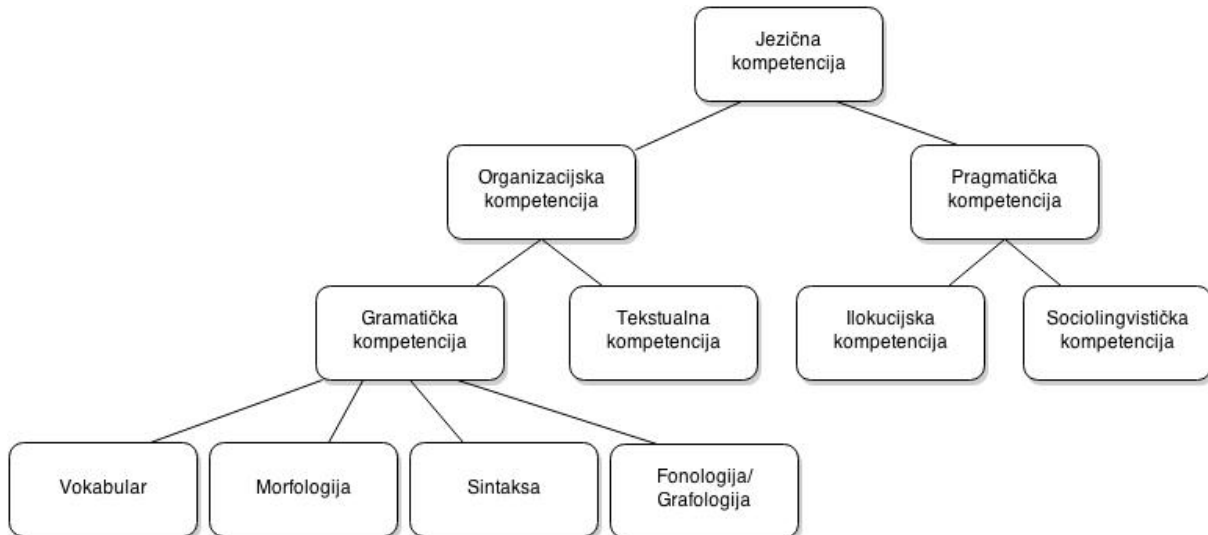 Jezična
kompetencija
Organizacijska
kompetencija
Pragmatička
kompetencija
Gramatička
kompetencija
Tekstualna
kompetencija
Ilokucijska
kompetencija
Sociolingvistička
kompetencija
Vokabular
Morfologija
Sintaksa
Fonologija/
Grafologija